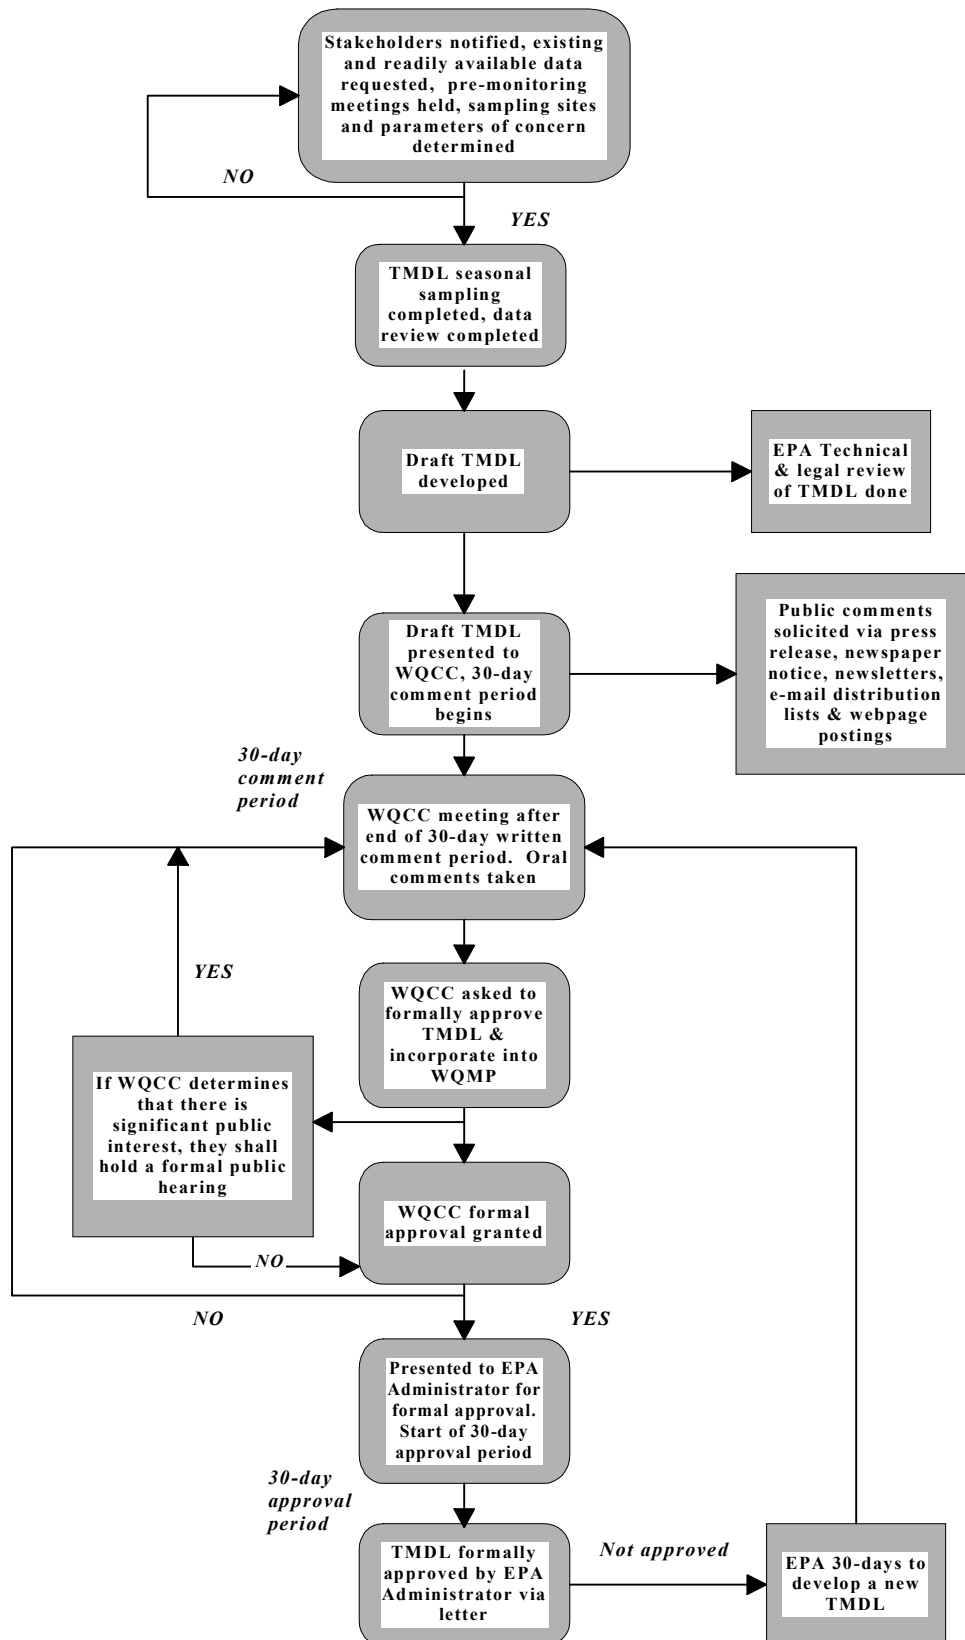 Stakeholders notified, existing
and readily available data
requested, pre-monitoring
meetings held, sampling sites
and parameters of concern
determined
NO
YES
TMDL seasonal
sampling
completed, data
review completed
Draft TMDL
developed
EPA Technical
& legal review
of TMDL done
Draft TMDL
presented to
WQCC, 30-day
comment period
begins
Public comments
solicited via press
release, newspaper
notice, newsletters,
e-mail distribution
lists & webpage
postings
30-day
comment
period
WQCC meeting after
end of 30-day written
comment period. Oral
comments taken
YES
WQCC asked to
formally approve
TMDL &
incorporate into
WQMP
If WQCC determines
that there is
significant public
interest, they shall
hold a formal public
hearing
WQCC formal
approval granted
NO
NO
YES
Presented to EPA
Administrator for
formal approval.
Start of 30-day
approval period
30-day
approval
period
TMDL formally
approved by EPA
Administrator via
letter
Not approved
EPA 30-days to
develop a new
TMDL